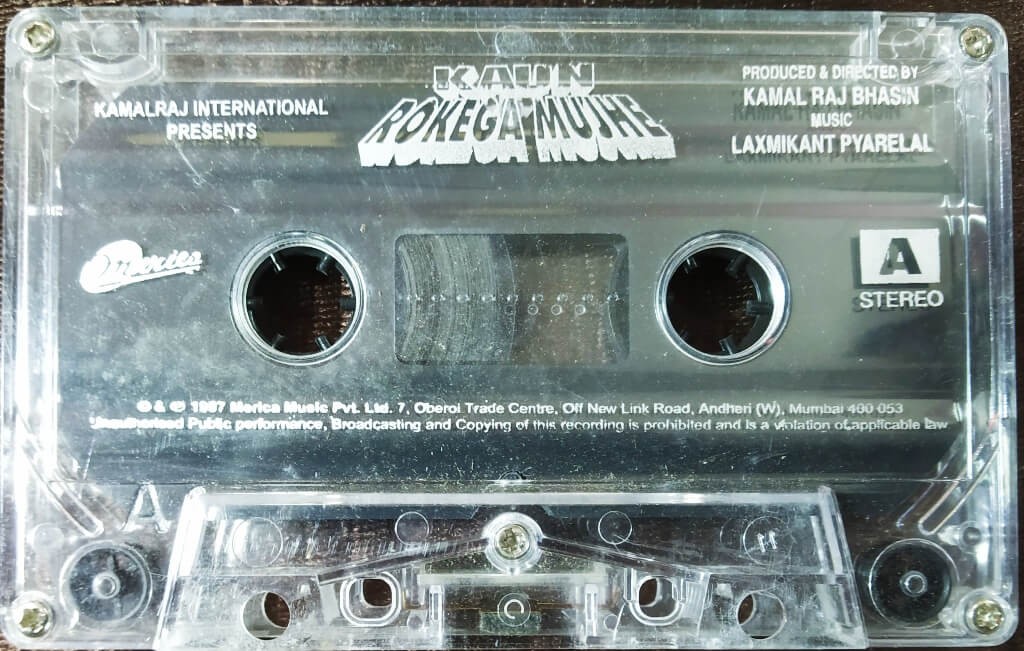 KAUN
ROKEGA MUJHE
KAMALRAJ INTERNATIONAL
PRESENTS
PRODUCED & DIRECTED BY
KAMAL RAJ BHASIN
MUSIC
LAXMIKANT PYARELAL
A
STEREO
© & ℗ 1997 Merica Music Pvt. Ltd. 7, Oberoi Trade Centre, Off New Link Road, Andheri (W), Mumbai 400 053
Unauthorised Public performance, Broadcasting and Copying of this recording is prohibited and is a violation of applicable law
A